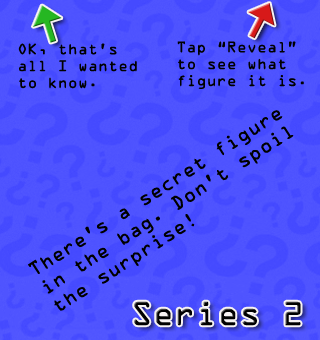 OK, that's
all I wanted
to know.
Tap “Reveal”
to see what
figure it is.
There's a secret figure
in the bag. Don't spoil
the surprise!
Series 2